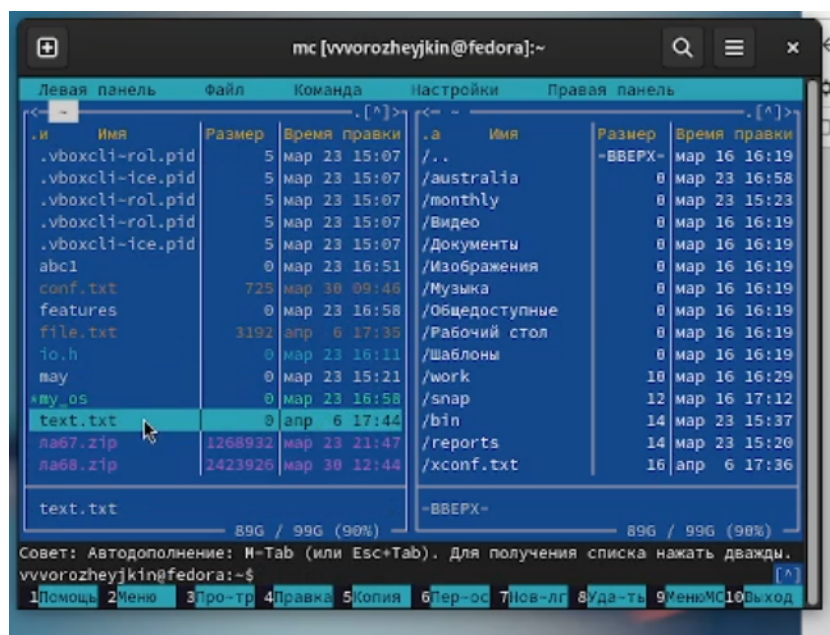 mc [vvvorozheyjkin@fedora]:~
Левая панель Файл Команда Настройки Правая панель
<- ~ .[^]> <- ~ .[^]>
.и Имя Размер Время правки .а Имя Размер Время правки
.vboxcli~rol.pid 5 мар 23 15:07 /.. -ВВЕРХ- мар 16 16:19
.vboxcli~ice.pid 5 мар 23 15:07 /australia 0 мар 23 16:58
.vboxcli~rol.pid 5 мар 23 15:07 /monthly 0 мар 23 15:23
.vboxcli~rol.pid 5 мар 23 15:07 /Видео 0 мар 16 16:19
.vboxcli~ice.pid 5 мар 23 15:07 /Документы 0 мар 16 16:19
abc1 0 мар 23 16:51 /Изображения 0 мар 16 16:19
conf.txt 725 мар 30 09:46 /Музыка 0 мар 16 16:19
features 0 мар 23 16:58 /Общедоступные 0 мар 16 16:19
file.txt 3192 апр 6 17:35 /Рабочий стол 0 мар 16 16:19
io.h 0 мар 23 16:11 /Шаблоны 0 мар 16 16:19
may 0 мар 23 15:21 /work 10 мар 16 16:29
*my_os 0 мар 23 16:58 /snap 12 мар 16 17:12
text.txt 0 апр 6 17:44 /bin 14 мар 23 15:37
ла67.zip 1268932 мар 23 21:47 /reports 14 мар 23 15:20
ла68.zip 2423926 мар 30 12:44 /xconf.txt 16 апр 6 17:36
text.txt -ВВЕРХ-
89G / 99G (90%) 89G / 99G (90%)
Совет: Автодополнение: M-Tab (или Esc+Tab). Для получения списка нажать дважды.
vvvorozheyjkin@fedora:~$ [^]
1Помощь 2Меню 3Про~тр 4Правка 5Копия 6Пер~ос 7Нов~лг 8Уда~ть 9МенюMC 10Выход